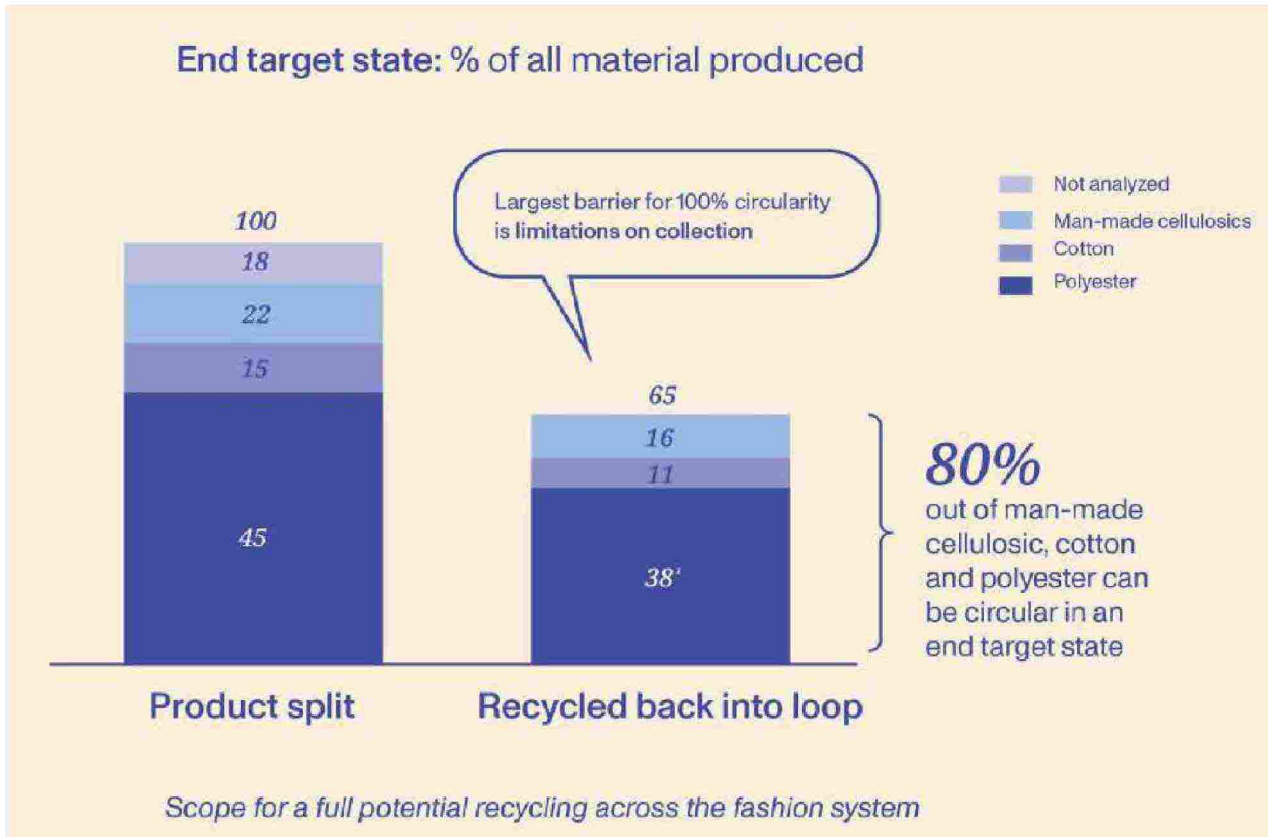 End target state: % of all material produced
Largest barrier for 100% circularity
is limitations on collection
Not analyzed
Man-made cellulosics
Cotton
Polyester
100
18
22
15
45
65
16
11
38¹
80%
out of man-made
cellulosic, cotton
and polyester can
be circular in an
end target state
Product split
Recycled back into loop
Scope for a full potential recycling across the fashion system